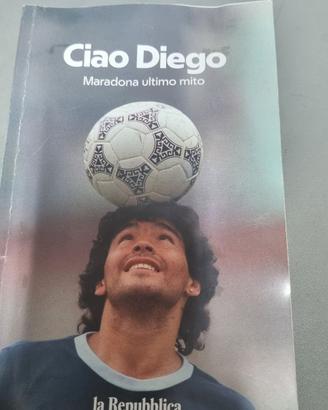 Ciao Diego
Maradona ultimo mito
la Repubblica